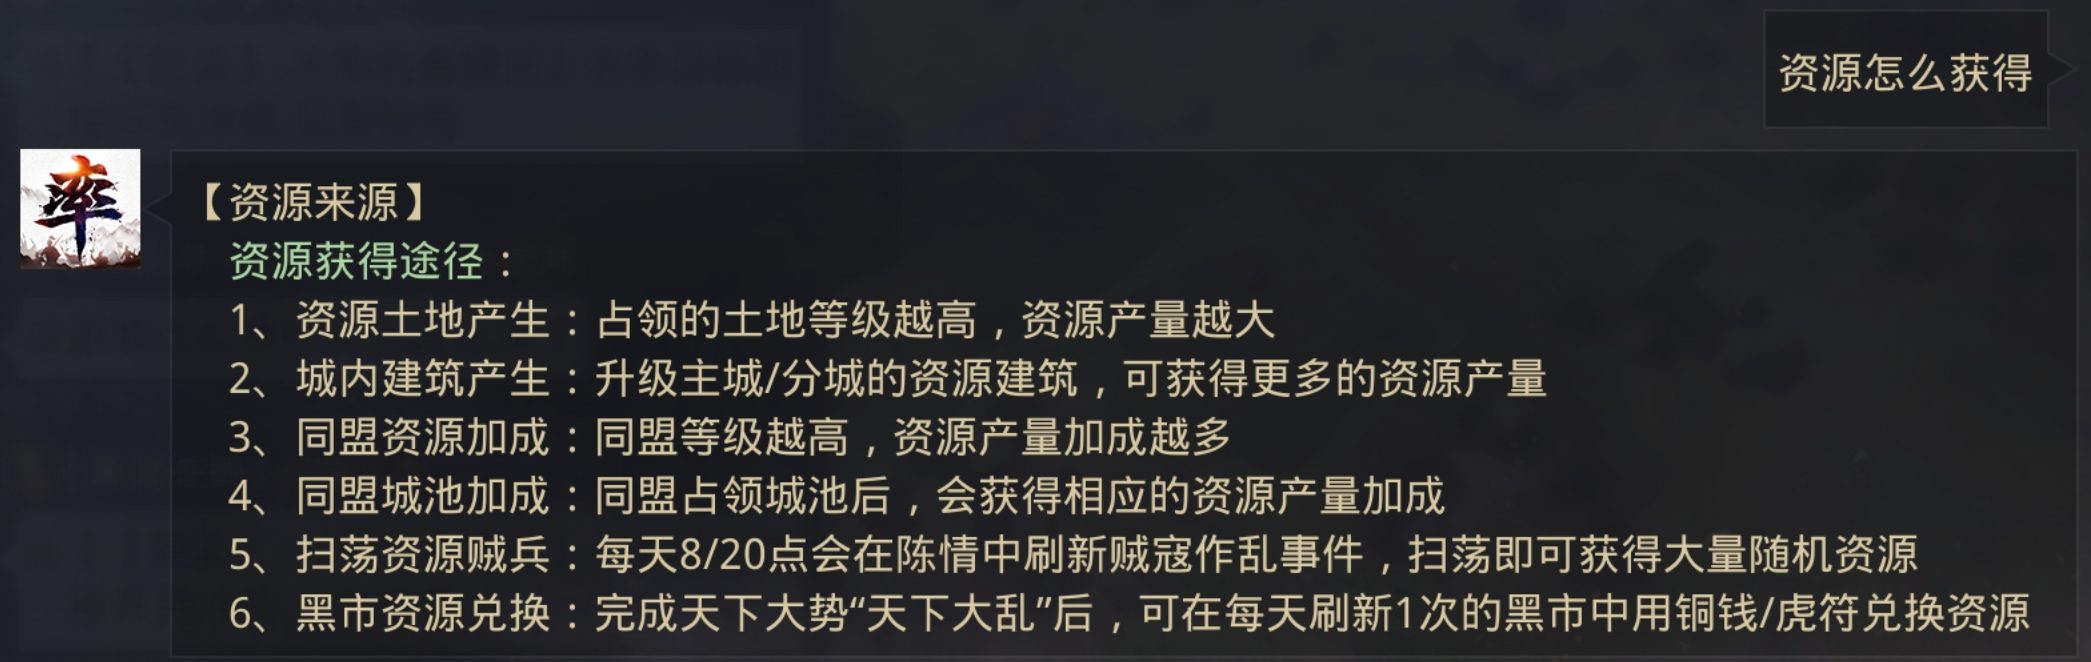 资源怎么获得
率
【资源来源】
资源获得途径：
1、资源土地产生：占领的土地等级越高，资源产量越大
2、城内建筑产生：升级主城/分城的资源建筑，可获得更多的资源产量
3、同盟资源加成：同盟等级越高，资源产量加成越多
4、同盟城池加成：同盟占领城池后，会获得相应的资源产量加成
5、扫荡资源贼兵：每天8/20点会在陈情中刷新贼寇作乱事件，扫荡即可获得大量随机资源
6、黑市资源兑换：完成天下大势“天下大乱”后，可在每天刷新1次的黑市中用铜钱/虎符兑换资源